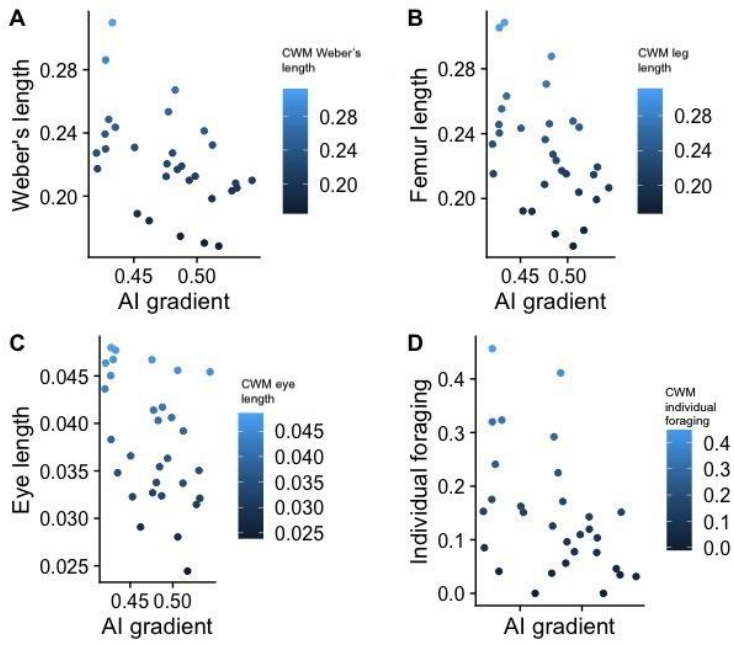 A
Weber's length
0.28
0.24
0.20
0.45 0.50
AI gradient
CWM Weber's
length
0.28
0.24
0.20
B
Femur length
0.28
0.24
0.20
0.45 0.50
AI gradient
CWM leg
length
0.28
0.24
0.20
C
Eye length
0.045
0.040
0.035
0.030
0.025
0.45 0.50
AI gradient
CWM eye
length
0.045
0.040
0.035
0.030
0.025
D
Individual foraging
0.4
0.3
0.2
0.1
0.0
AI gradient
CWM
individual
foraging
0.4
0.3
0.2
0.1
0.0